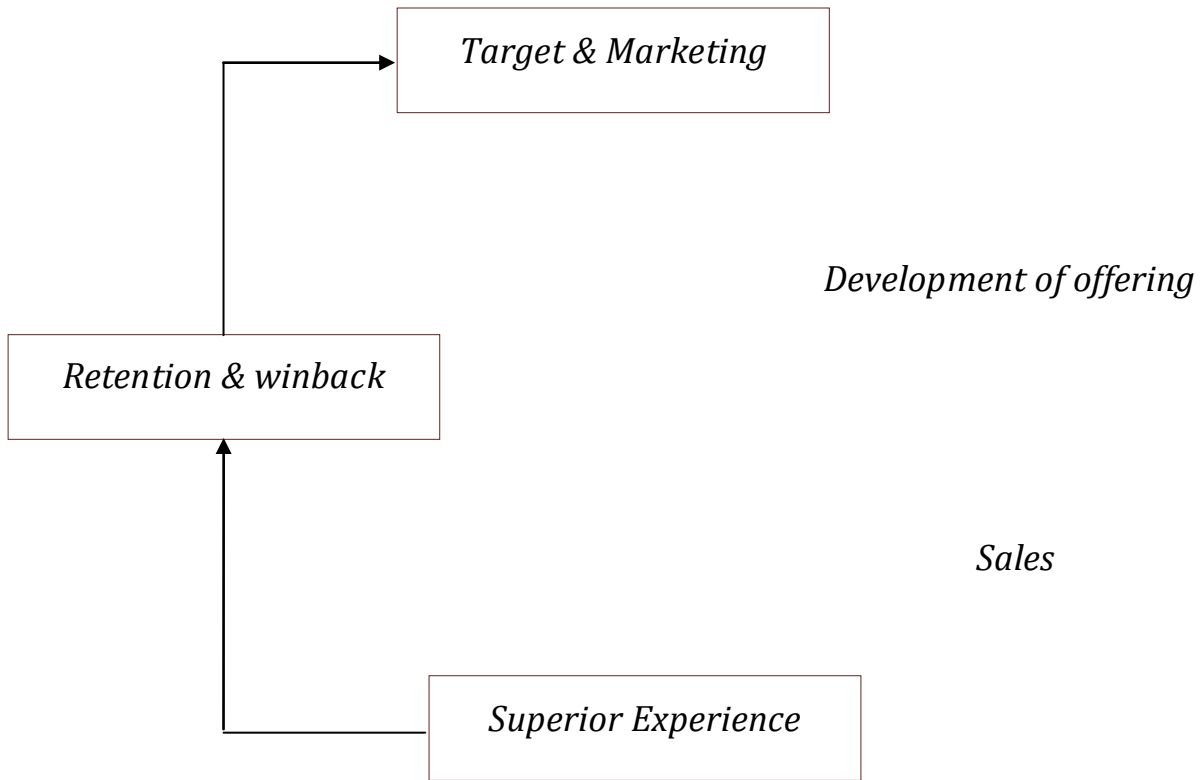 Target & Marketing
Development of offering
Retention & winback
Sales
Superior Experience